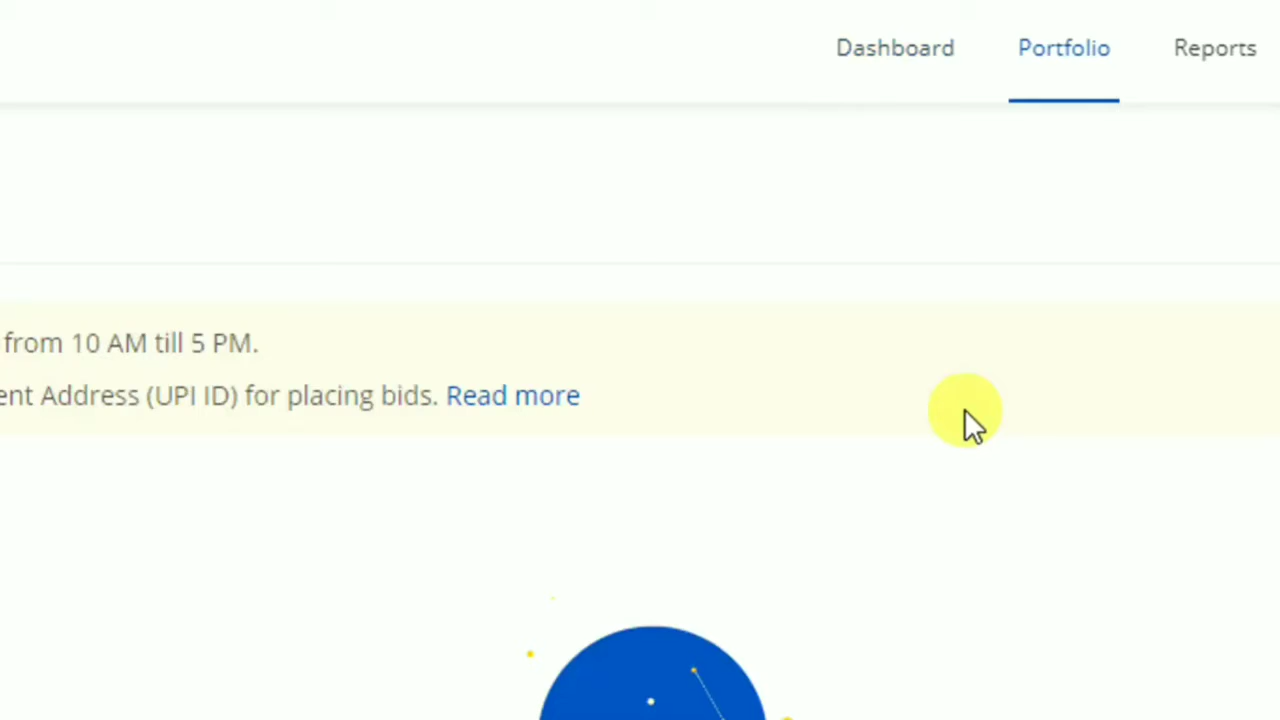 Dashboard Portfolio Reports
from 10 AM till 5 PM.
ent Address (UPI ID) for placing bids. Read more